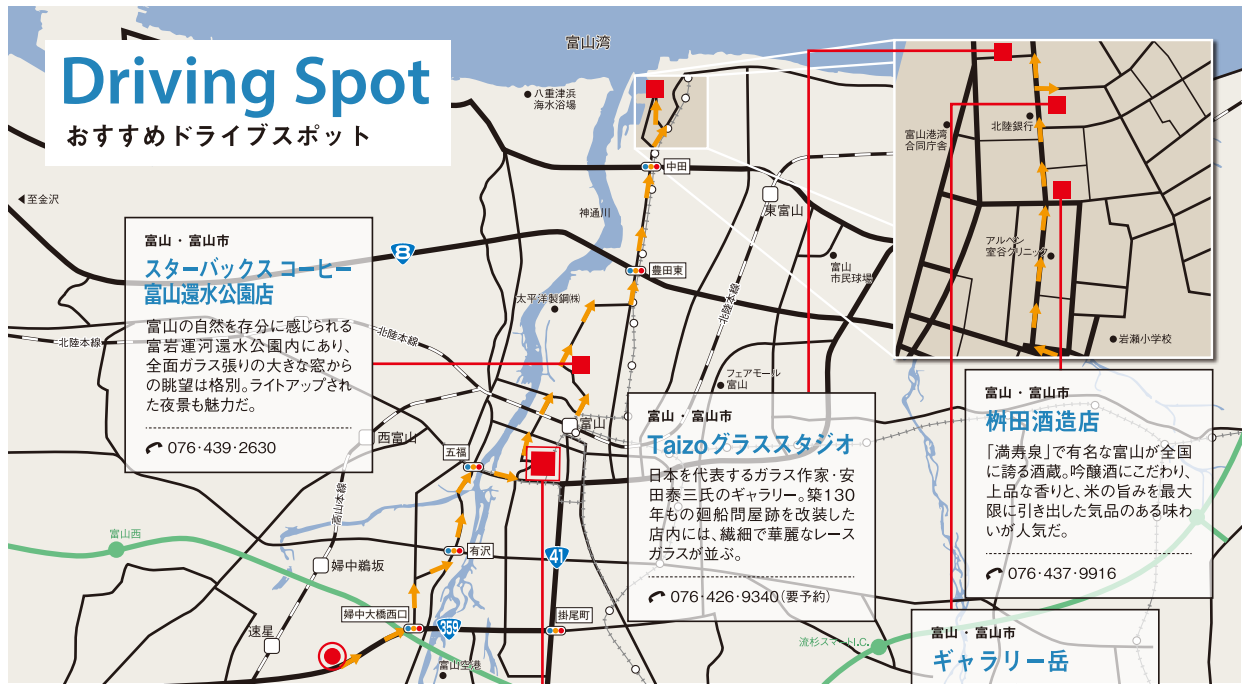 Driving Spot
おすすめドライブスポット
富山湾
八重津浜
海水浴場
至金沢
中田
東富山
神通川
8
豊田東
富山
市民球場
太平洋製鋼㈱
北陸本線
北陸本線
北陸本線
フェアモール
富山
富山
西富山
五福
高山本線
富山西
婦中鵜坂
有沢
41
婦中大橋西口
359
掛尾町
速星
富山空港
流杉スマートI.C.
富山港湾
合同庁舎
北陸銀行
アルペン
室谷クリニック
岩瀬小学校
富山・富山市
スターバックス コーヒー
富山還水公園店
富山の自然を存分に感じられる
富岩運河還水公園内にあり、
全面ガラス張りの大きな窓から
の眺望は格別。ライトアップされ
た夜景も魅力だ。
076・439・2630
富山・富山市
Taizoグラススタジオ
日本を代表するガラス作家・安
田泰三氏のギャラリー。築130
年もの廻船問屋跡を改装した
店内には、繊細で華麗なレース
ガラスが並ぶ。
076・426・9340(要予約)
富山・富山市
桝田酒造店
「満寿泉」で有名な富山が全国
に誇る酒蔵。吟醸酒にこだわり、
上品な香りと、米の旨みを最大
限に引き出した気品のある味わ
いが人気だ。
076・437・9916
富山・富山市
ギャラリー岳